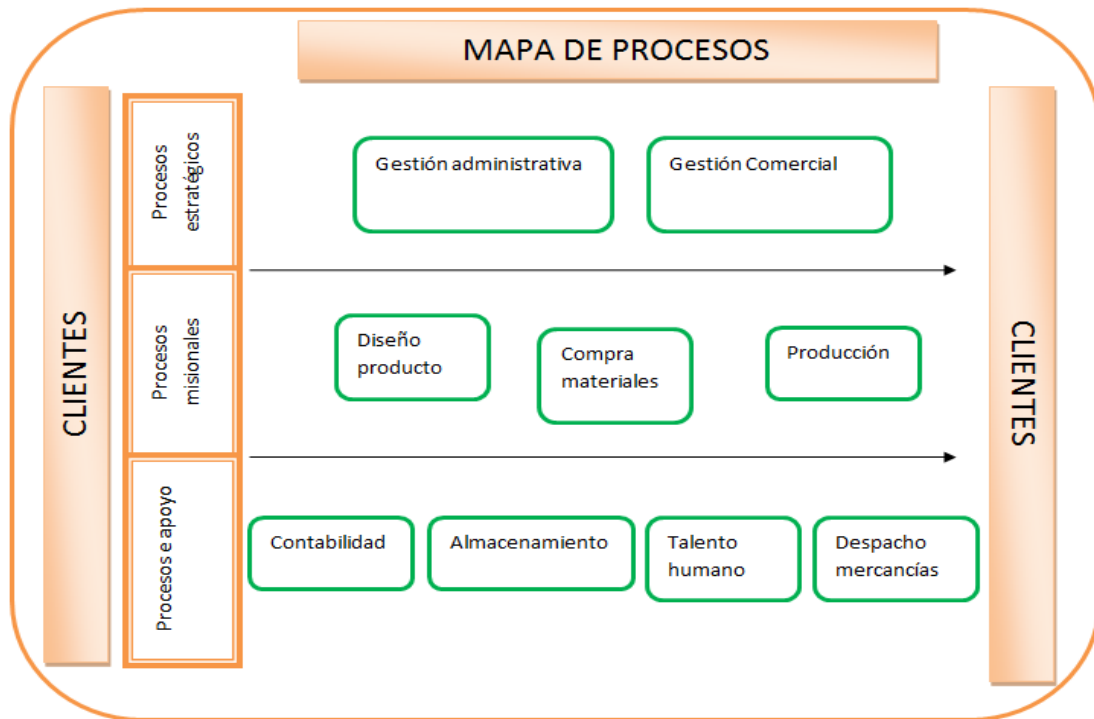 MAPA DE PROCESOS
CLIENTES
Procesos
estratégicos
Gestión administrativa
Gestión Comercial
Procesos
misionales
Diseño
producto
Compra
materiales
Producción
Procesos e apoyo
Contabilidad
Almacenamiento
Talento
humano
Despacho
mercancías
CLIENTES